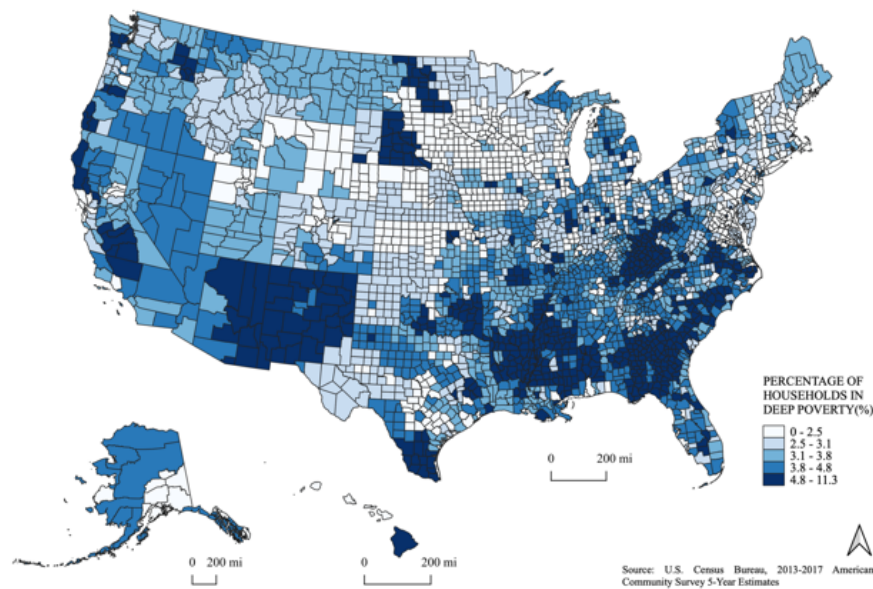 PERCENTAGE OF
HOUSEHOLDS IN
DEEP POVERTY(%)
0 - 2.5
2.5 - 3.1
3.1 - 3.8
3.8 - 4.8
4.8 - 11.3
0 200 mi
0 200 mi
0 200 mi
Source: U.S. Census Bureau, 2013-2017 American
Community Survey 5-Year Estimates